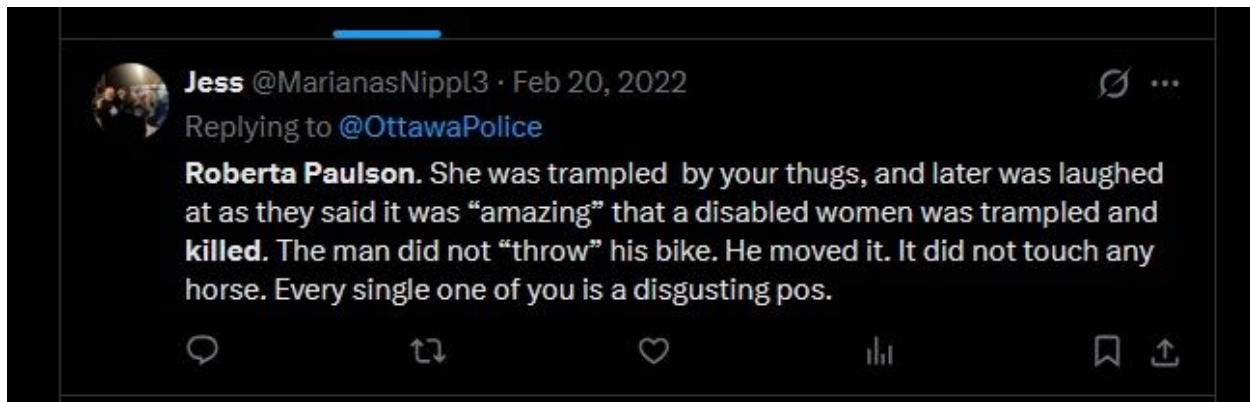 Jess @MarianasNippl3 · Feb 20, 2022
Replying to @OttawaPolice
Roberta Paulson. She was trampled  by your thugs, and later was laughed
at as they said it was “amazing” that a disabled women was trampled and
killed. The man did not “throw” his bike. He moved it. It did not touch any
horse. Every single one of you is a disgusting pos.